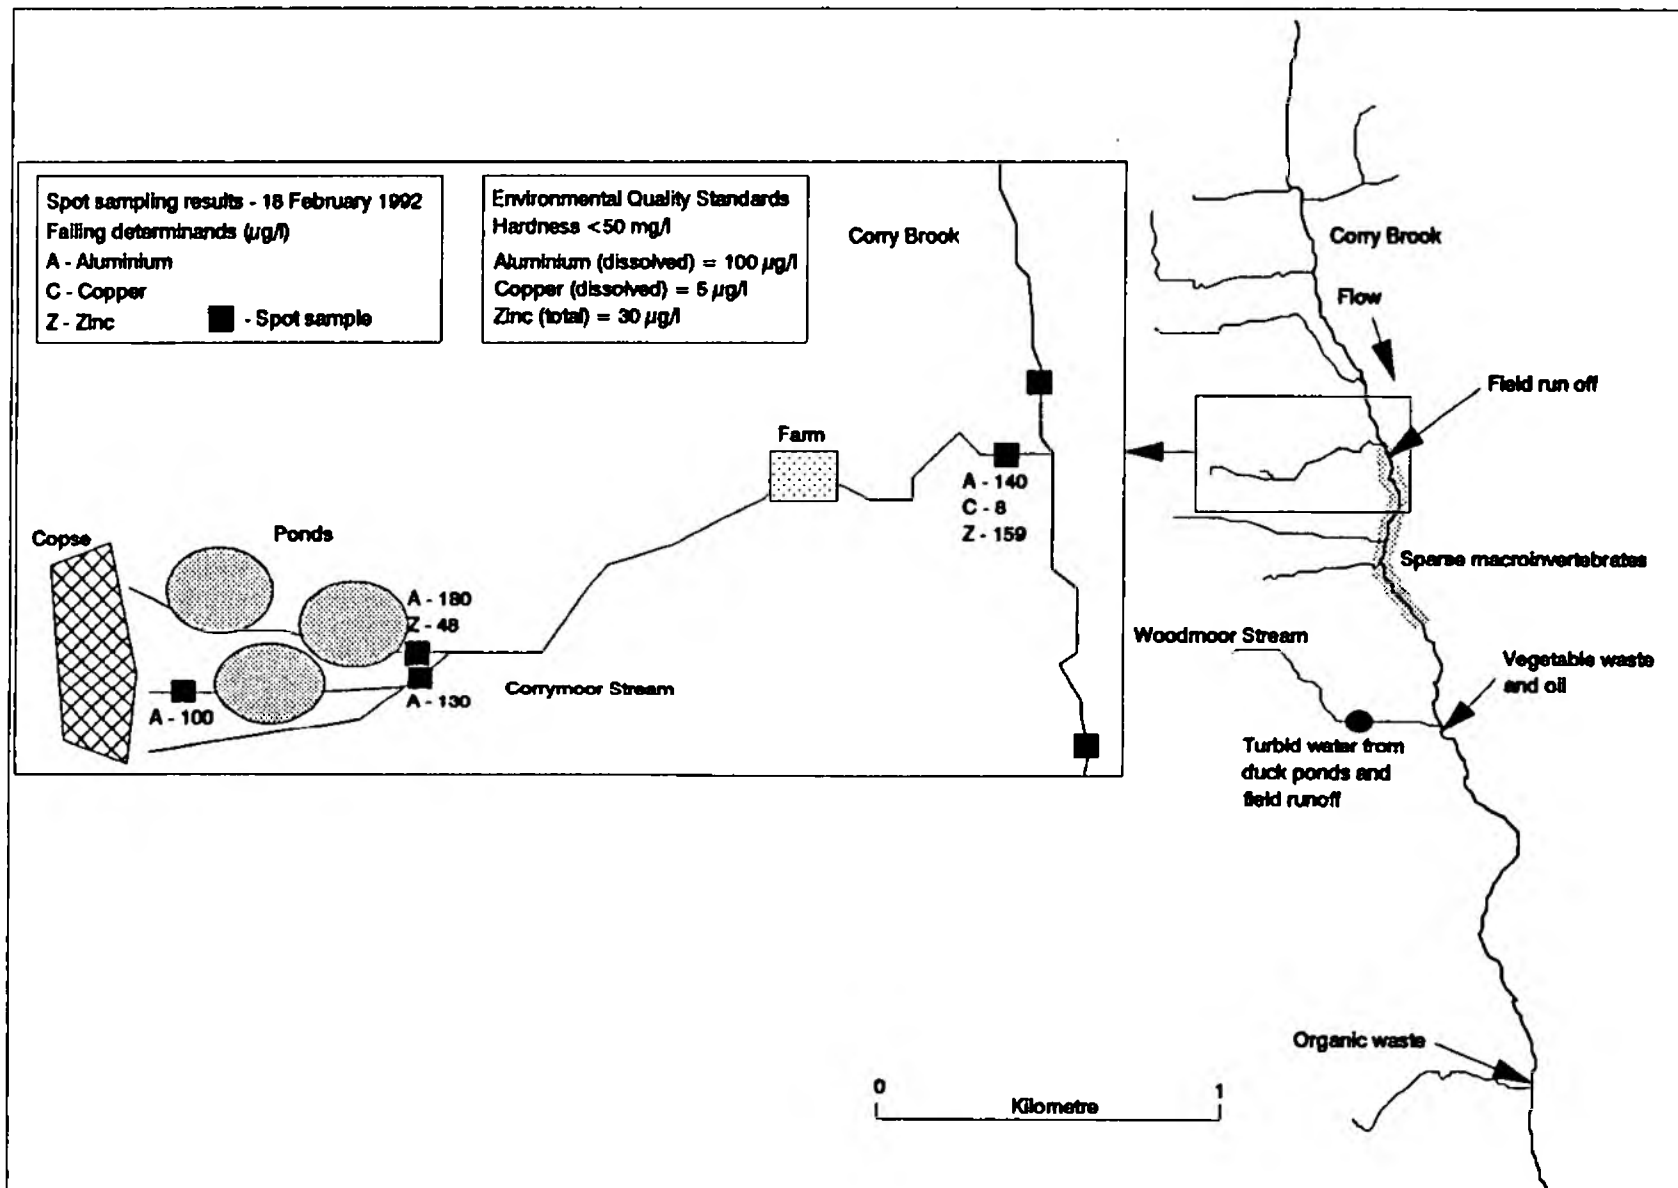 Spot sampling results - 18 February 1992
Failing determinands (µg/l)
A - Aluminium
C - Copper
Z - Zinc
■ - Spot sample
Environmental Quality Standards
Hardness <50 mg/l
Aluminium (dissolved) = 100 µg/l
Copper (dissolved) = 5 µg/l
Zinc (total) = 30 µg/l
Corry Brook
Farm
A - 140
C - 8
Z - 159
Copse
Ponds
A - 180
Z - 48
A - 100
A - 130
Corrymoor Stream
Corry Brook
Flow
Field run off
Sparse macroinvertebrates
Woodmoor Stream
Vegetable waste
and oil
Turbid water from
duck ponds and
field runoff
Organic waste
0
1
Kilometre